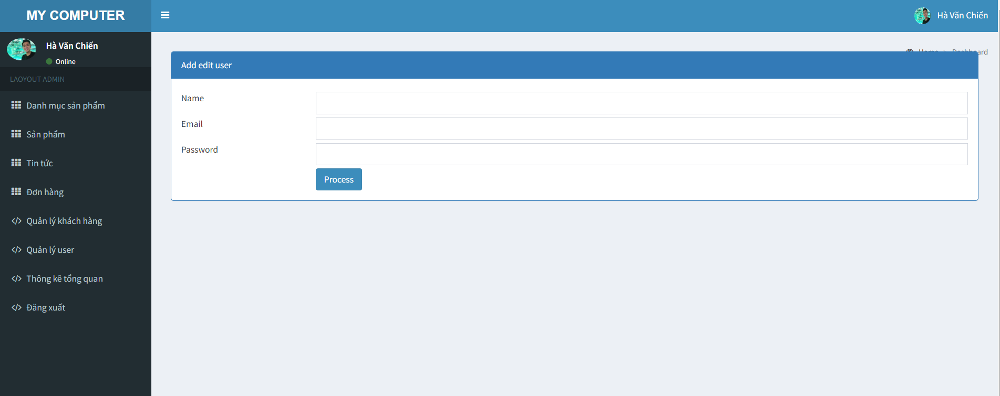 MY COMPUTER
Hà Văn Chiến
Hà Văn Chiến
Online
LAOYOUT ADMIN
Danh mục sản phẩm
Sản phẩm
Tin tức
Đơn hàng
Quản lý khách hàng
Quản lý user
Thông kê tổng quan
Đăng xuất
Home > Dashboard
Add edit user
Name
Email
Password
Process